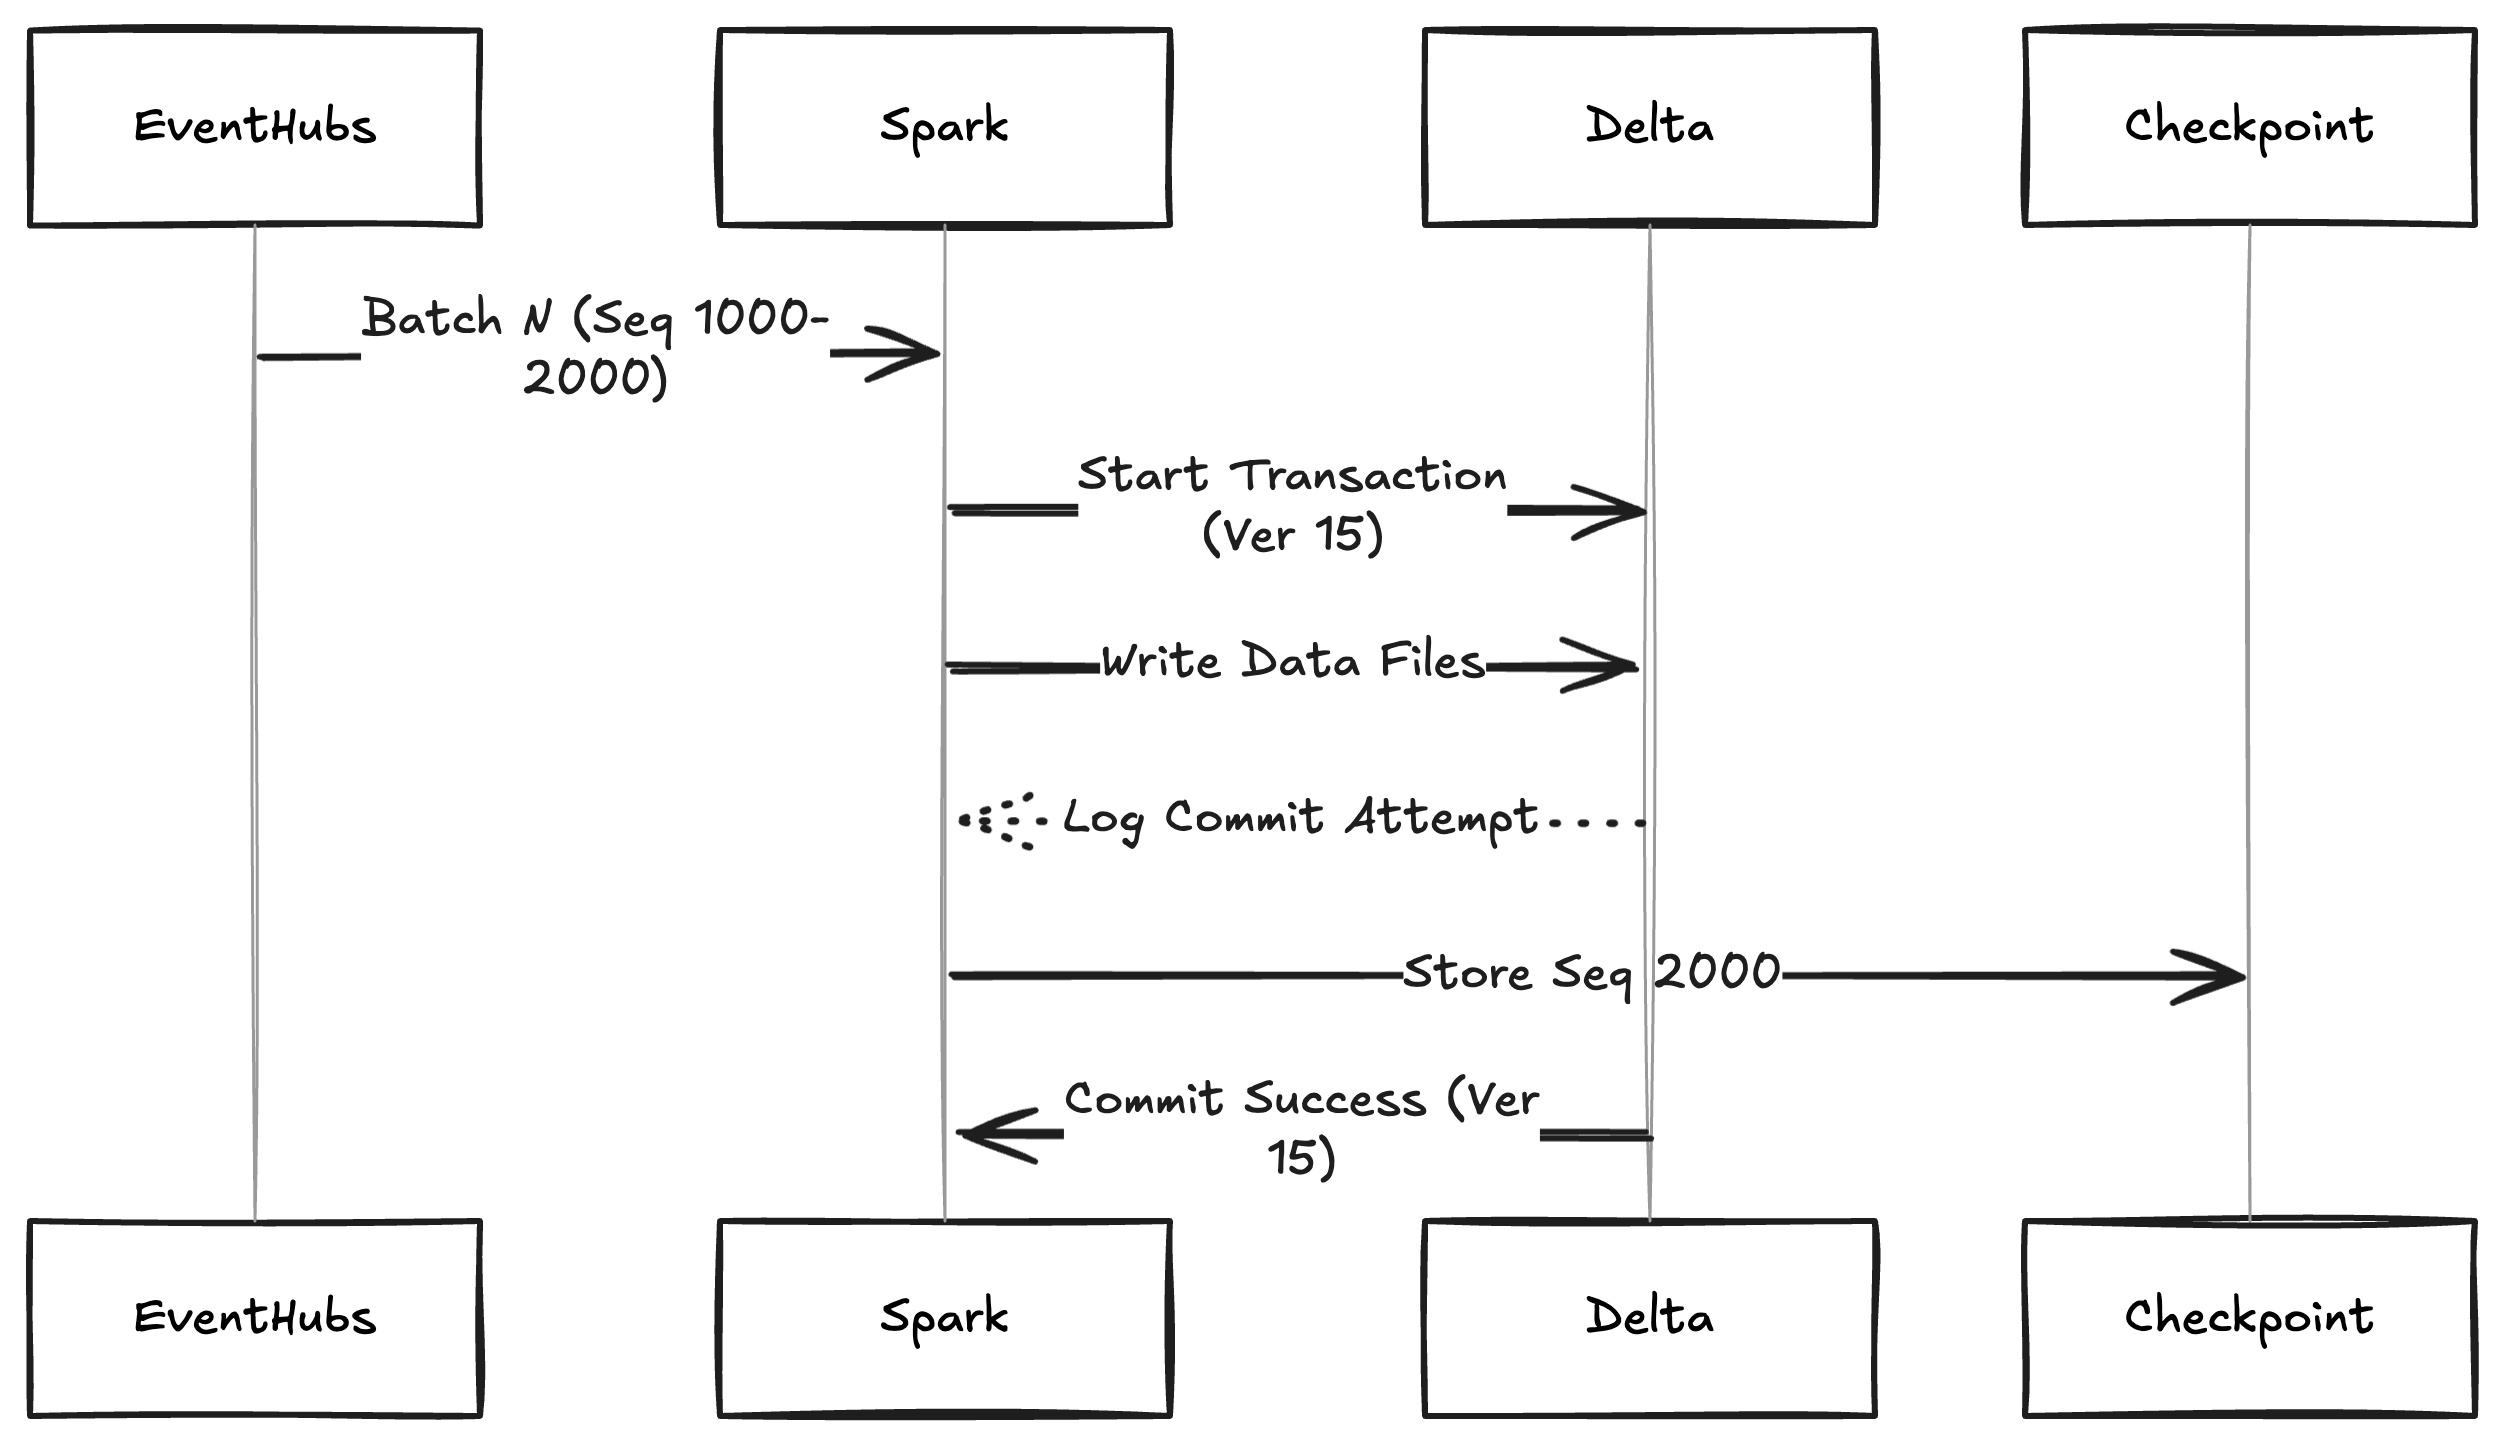 EventHubs
Spark
Delta
Checkpoint
Batch N (Seq 1000-
2000)
Start Transaction
(Ver 15)
Write Data Files
Log Commit Attempt
Store Seq 2000
Commit Success (Ver
15)
EventHubs
Spark
Delta
Checkpoint